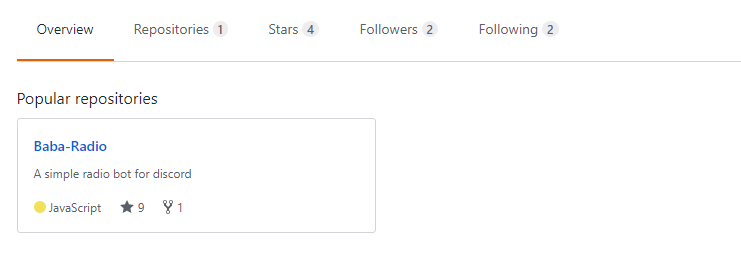 Overview Repositories 1 Stars 4 Followers 2 Following 2
Popular repositories
Baba-Radio
A simple radio bot for discord
JavaScript 9 1